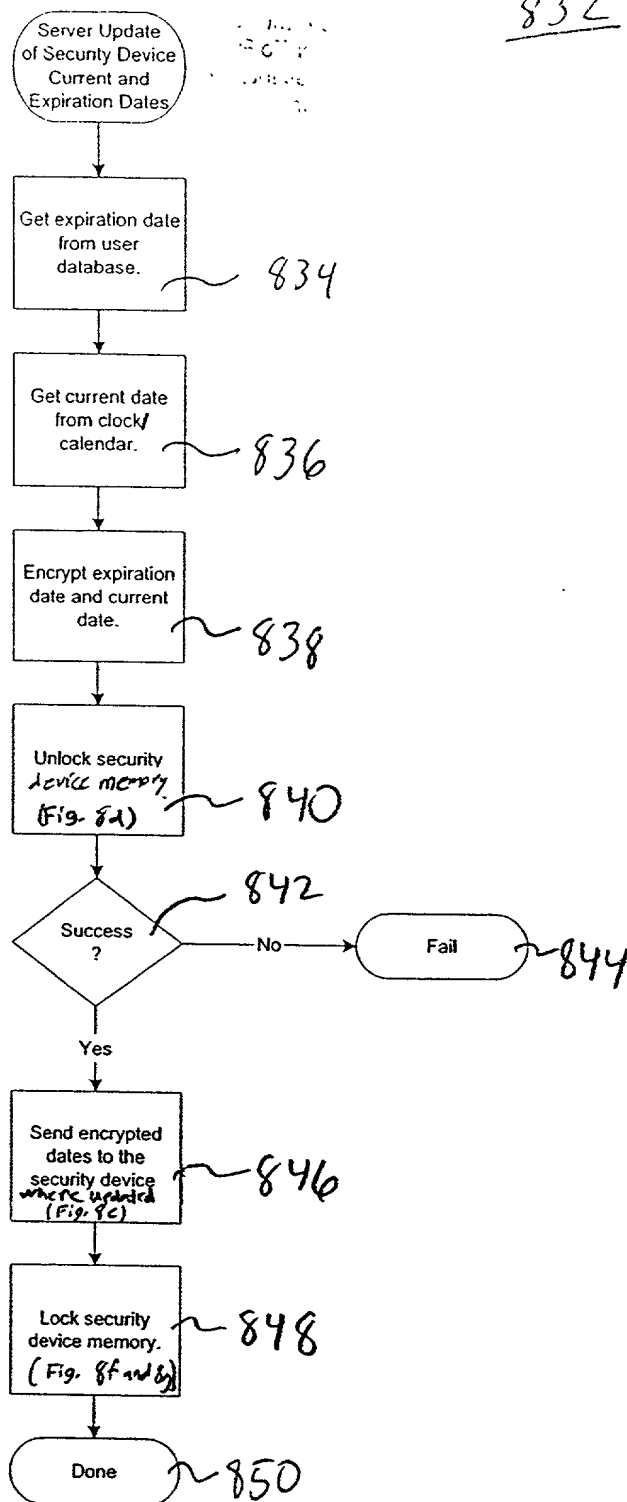 832
Server Update
of Security Device
Current and
Expiration Dates
Get expiration date
from user
database.
834
Get current date
from clock/
calendar.
836
Encrypt expiration
date and current
date.
838
Unlock security
device memory
(Fig. 8d)
840
842
Success
?
No
Fail
844
Yes
Send encrypted
dates to the
security device
where updated
(Fig. 8e)
846
Lock security
device memory.
(Fig. 8f and 8g)
848
Done
850